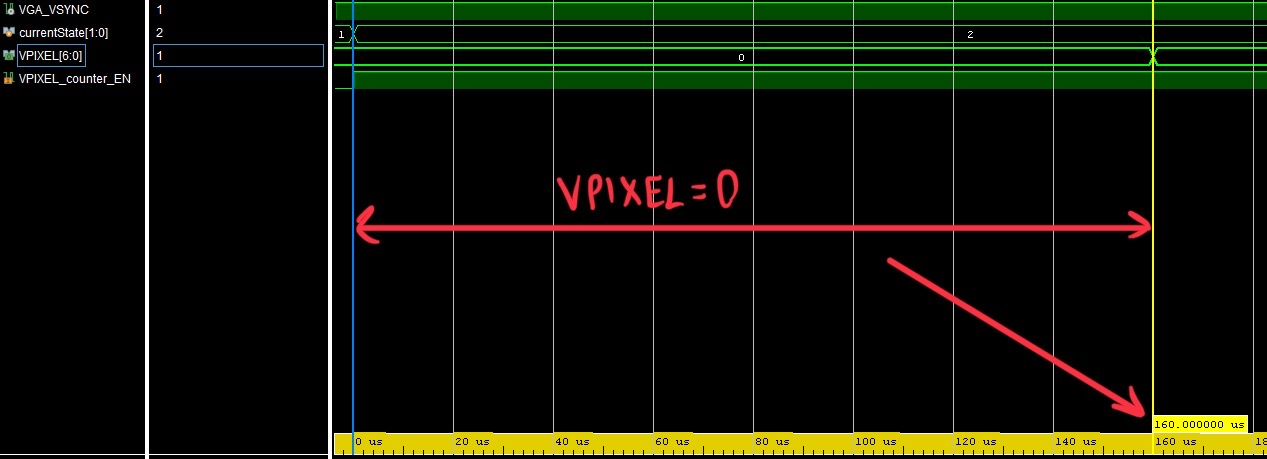 VGA_VSYNC 1
currentState[1:0] 2 1 2
VPIXEL[6:0] 1 0
VPIXEL_counter_EN 1
VPIXEL=0
160.000000 us
0 us 20 us 40 us 60 us 80 us 100 us 120 us 140 us 160 us 18